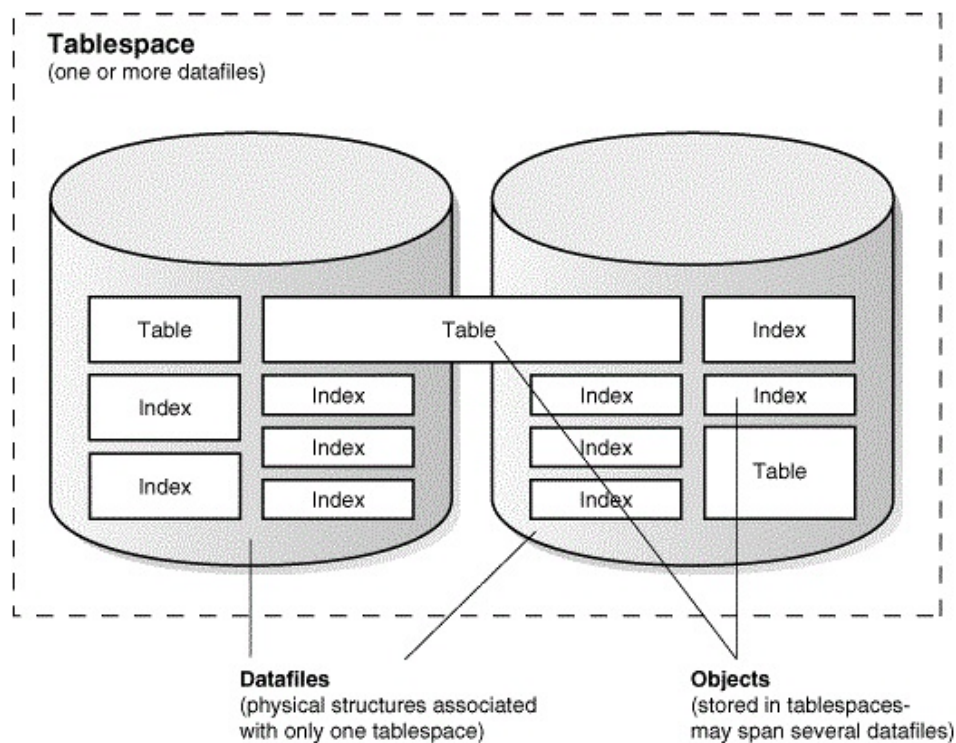 Tablespace
(one or more datafiles)
Table
Table
Index
Index
Index
Index
Index
Index
Index
Table
Index
Index
Index
Index
Datafiles
(physical structures associated
with only one tablespace)
Objects
(stored in tablespaces-
may span several datafiles)